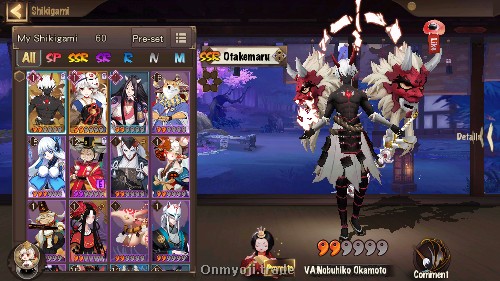 Shikigami
My Shikigami 60 Pre-set
All SP SSR SR R N M
SSR Otakemaru
Details
999999
VA:Nobuhiko Okamoto
Comment
Onmyoji.trade